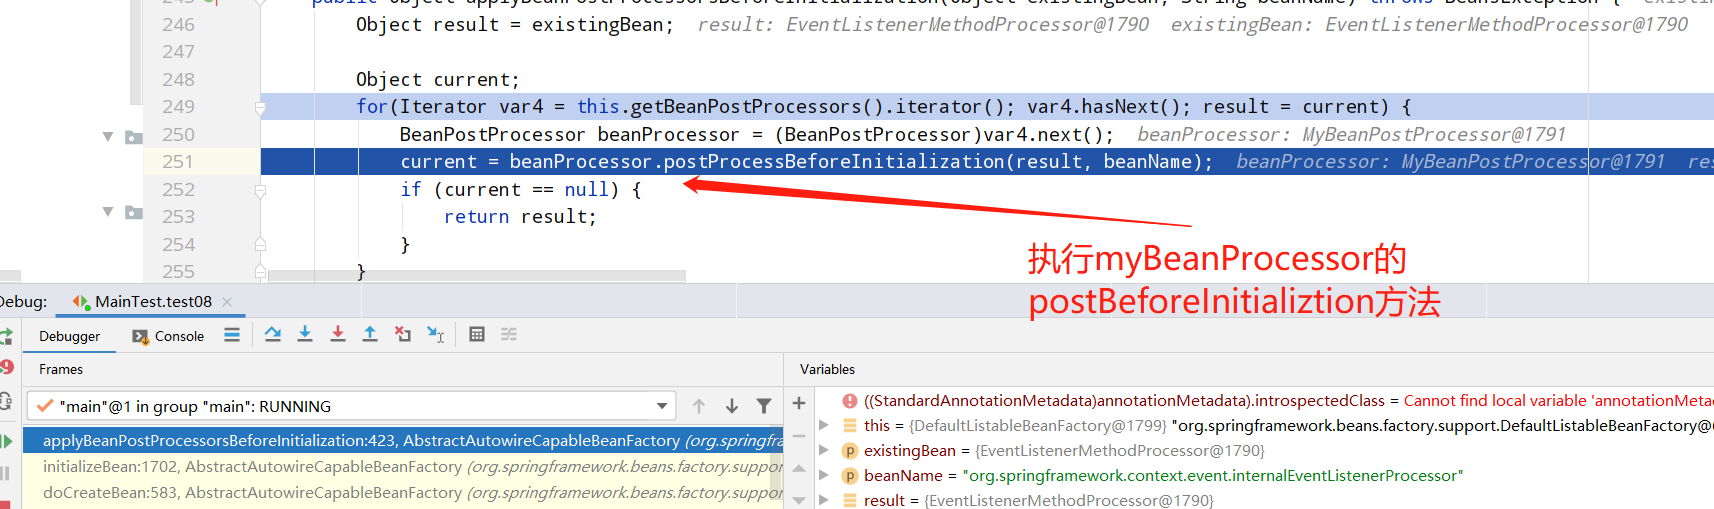 245 public Object applyBeanPostProcessorsBeforeInitialization(Object existingBean, String beanName) throws BeansException {
246 Object result = existingBean; result: EventListenerMethodProcessor@1790 existingBean: EventListenerMethodProcessor@1790
247
248 Object current;
249 for(Iterator var4 = this.getBeanPostProcessors().iterator(); var4.hasNext(); result = current) {
250 BeanPostProcessor beanProcessor = (BeanPostProcessor)var4.next(); beanProcessor: MyBeanPostProcessor@1791
251 current = beanProcessor.postProcessBeforeInitialization(result, beanName); beanProcessor: MyBeanPostProcessor@1791 res
252 if (current == null) {
253 return result;
254 }
255 }
执行myBeanProcessor的
postBeforeInitializtion方法
Debug: MainTest.test08
Debugger Console
Frames
Variables
"main"@1 in group "main": RUNNING
applyBeanPostProcessorsBeforeInitialization:423, AbstractAutowireCapableBeanFactory (org.springfra
initializeBean:1702, AbstractAutowireCapableBeanFactory (org.springframework.beans.factory.suppor
doCreateBean:583, AbstractAutowireCapableBeanFactory (org.springframework.beans.factory.suppor
((StandardAnnotationMetadata)annotationMetadata).introspectedClass = Cannot find local variable 'annotationMeta
this = {DefaultListableBeanFactory@1799} "org.springframework.beans.factory.support.DefaultListableBeanFactory@
existingBean = {EventListenerMethodProcessor@1790}
beanName = "org.springframework.context.event.internalEventListenerProcessor"
result = {EventListenerMethodProcessor@1790}